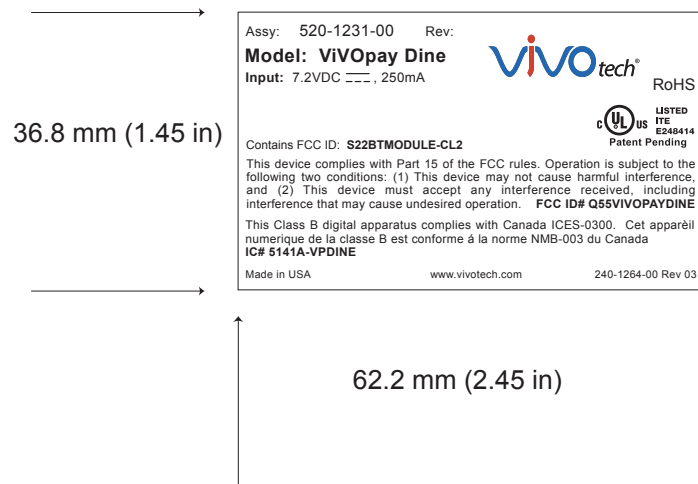 Assy: 520-1231-00 Rev:
Model: ViVOpay Dine
Input: 7.2VDC , 250mA
ViVOtech®
RoHS
36.8 mm (1.45 in)
c UL US LISTED
ITE
E248414
Patent Pending
Contains FCC ID: S22BTMODULE-CL2
This device complies with Part 15 of the FCC rules. Operation is subject to the
following two conditions: (1) This device may not cause harmful interference,
and (2) This device must accept any interference received, including
interference that may cause undesired operation. FCC ID# Q55VIVOPAYDINE
This Class B digital apparatus complies with Canada ICES-0300. Cet apparèil
numerique de la classe B est conforme á la norme NMB-003 du Canada
IC# 5141A-VPDINE
Made in USA www.vivotech.com 240-1264-00 Rev 03
62.2 mm (2.45 in)